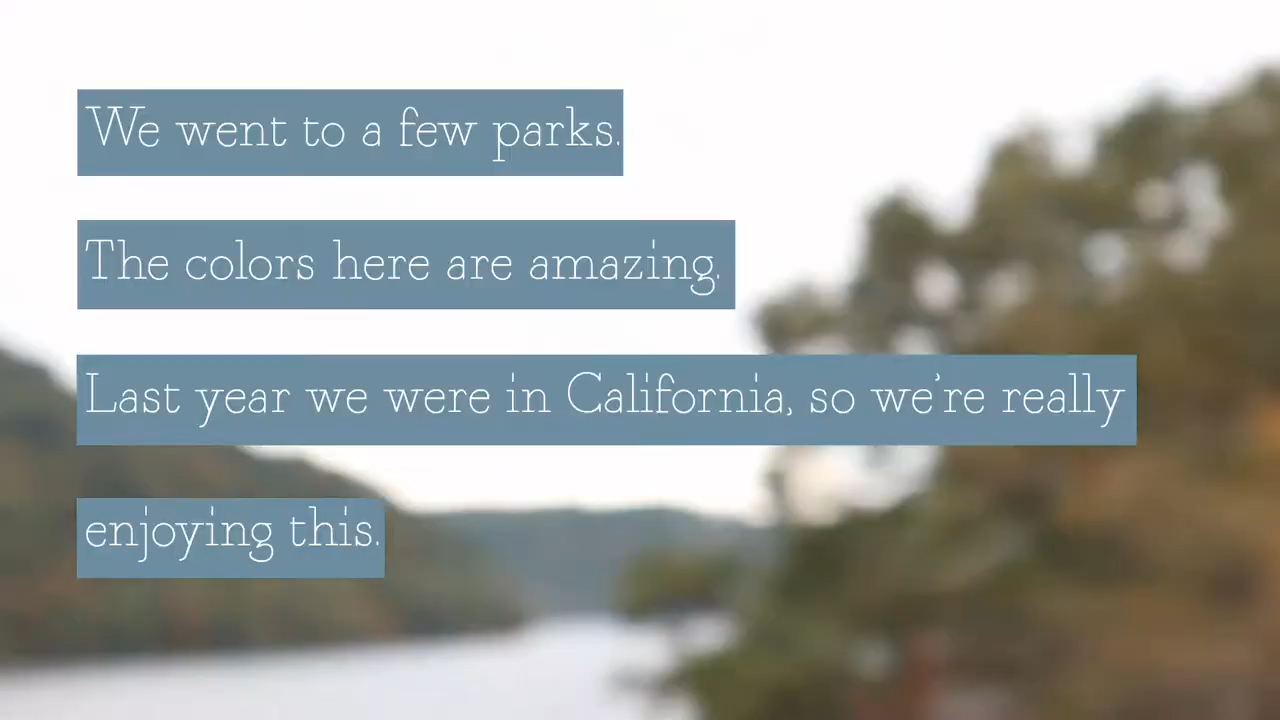 We went to a few parks.
The colors here are amazing.
Last year we were in California, so we're really
enjoying this.